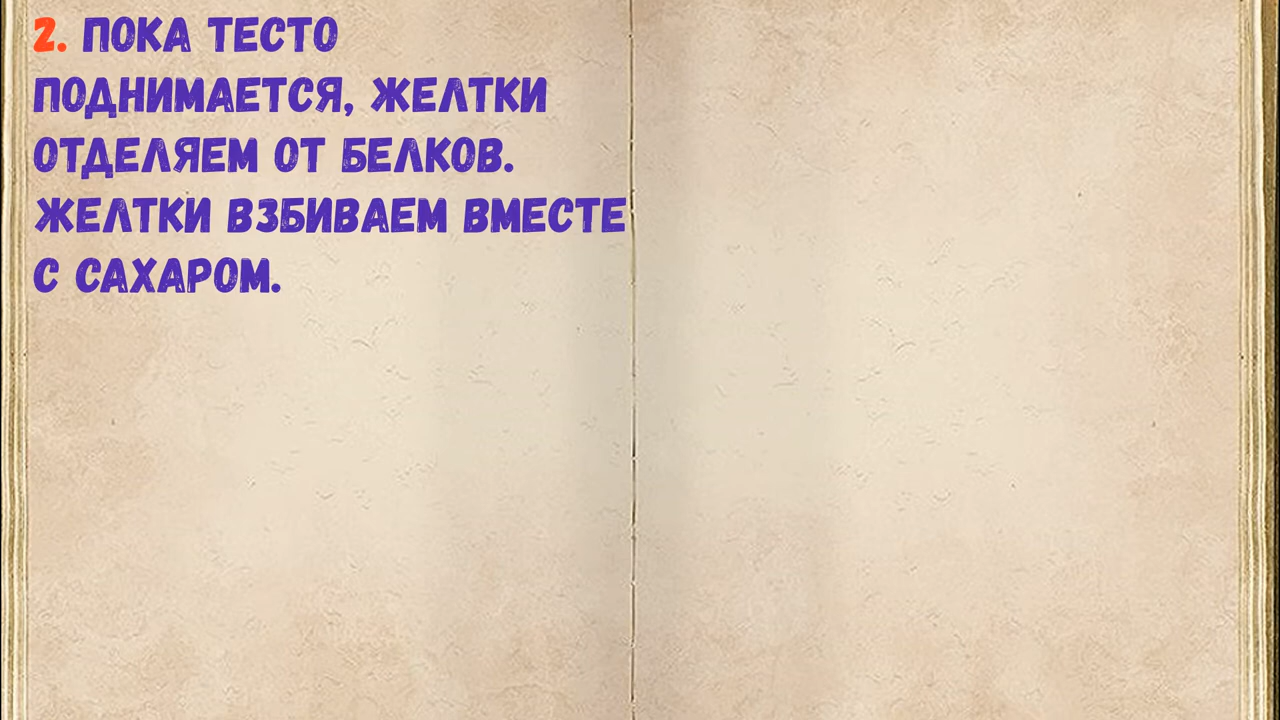 2. ПОКА ТЕСТО
ПОДНИМАЕТСЯ, ЖЕЛТКИ
ОТДЕЛЯЕМ ОТ БЕЛКОВ.
ЖЕЛТКИ ВЗБИВАЕМ ВМЕСТЕ
С САХАРОМ.